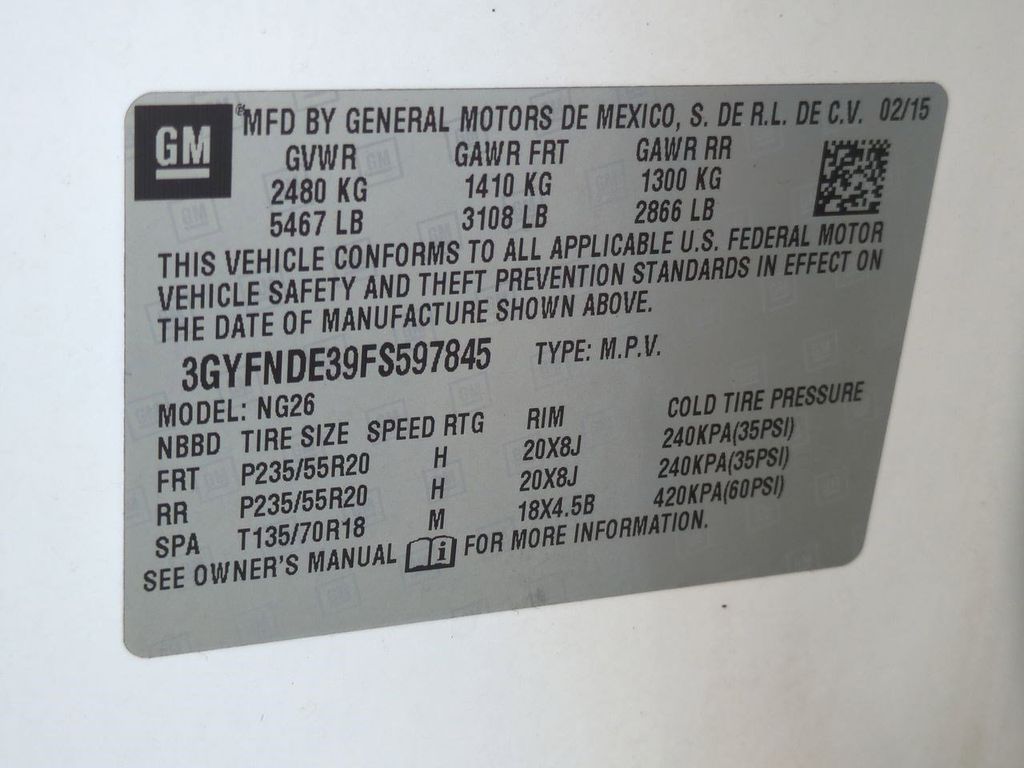 GM
® MFD BY GENERAL MOTORS DE MEXICO, S. DE R.L. DE C.V. 02/15
GVWR GAWR FRT GAWR RR
2480 KG 1410 KG 1300 KG
5467 LB 3108 LB 2866 LB
THIS VEHICLE CONFORMS TO ALL APPLICABLE U.S. FEDERAL MOTOR
VEHICLE SAFETY AND THEFT PREVENTION STANDARDS IN EFFECT ON
THE DATE OF MANUFACTURE SHOWN ABOVE.
3GYFNDE39FS597845 TYPE: M.P.V.
MODEL: NG26
NBBD TIRE SIZE SPEED RTG RIM COLD TIRE PRESSURE
FRT P235/55R20 H 20X8J 240KPA(35PSI)
RR P235/55R20 H 20X8J 240KPA(35PSI)
SPA T135/70R18 M 18X4.5B 420KPA(60PSI)
SEE OWNER'S MANUAL i FOR MORE INFORMATION.